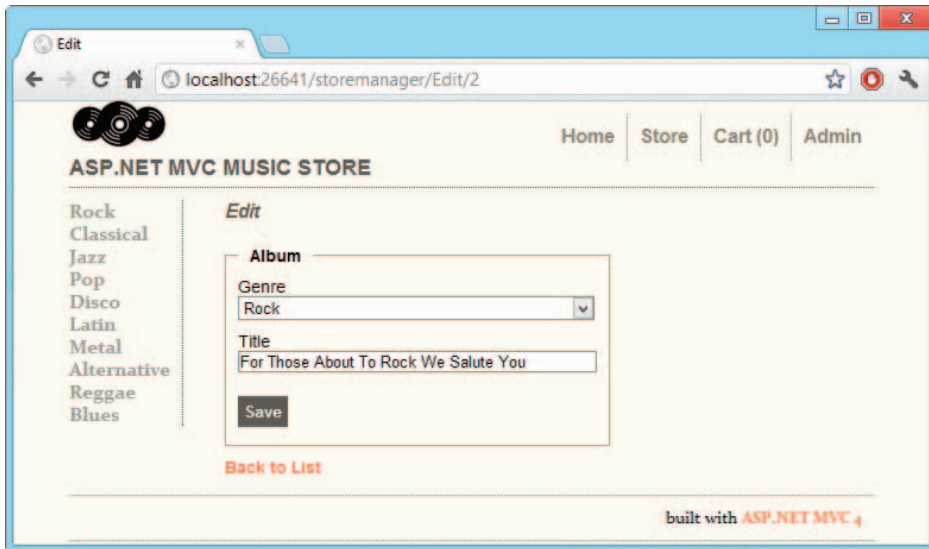 Edit
localhost:26641/storemanager/Edit/2
Home Store Cart (0) Admin
ASP.NET MVC MUSIC STORE
Rock
Classical
Jazz
Pop
Disco
Latin
Metal
Alternative
Reggae
Blues
Edit
Album
Genre
Rock
Title
For Those About To Rock We Salute You
Save
Back to List
built with ASP.NET MVC 4